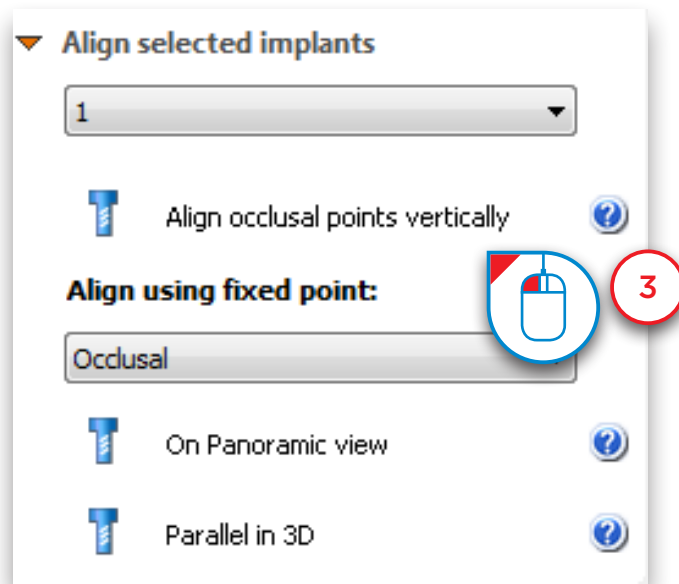 Align selected implants
1
Align occlusal points vertically
?
Align using fixed point:
3
Occlusal
On Panoramic view
?
Parallel in 3D
?